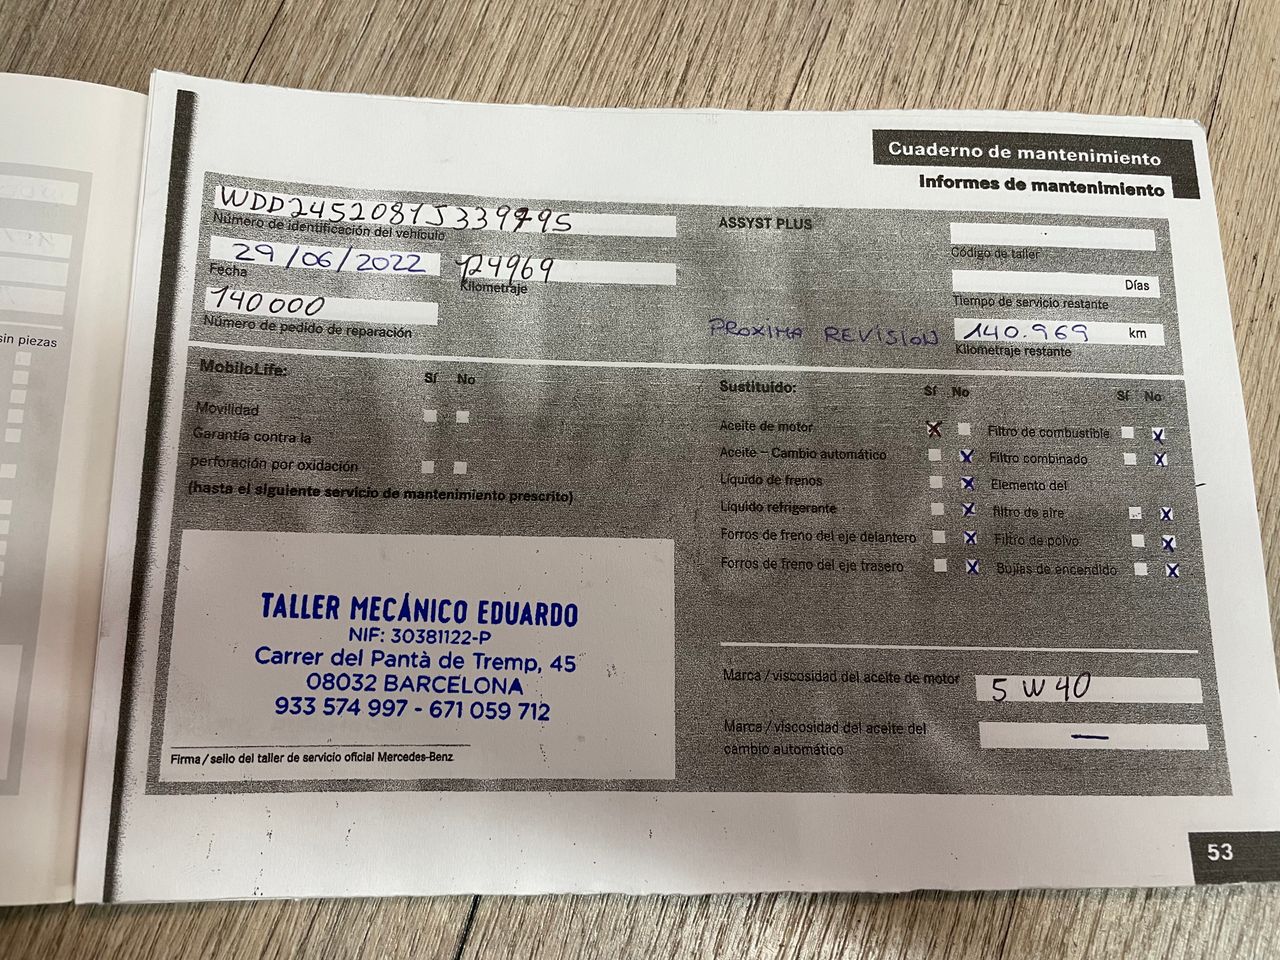 Cuaderno de mantenimiento
Informes de mantenimiento
WDD2452081J339795
Número de identificación del vehículo
29/06/2022
Fecha
124969
Kilometraje
140000
Número de pedido de reparación
ASSYST PLUS
Código de taller
Días
Tiempo de servicio restante
PROXIMA REVISIÓN 140.969 km
Kilometraje restante
sin piezas
MobiloLife:
Sí No
Movilidad
Garantía contra la
perforación por oxidación
(hasta el siguiente servicio de mantenimiento prescrito)
Sustituido:
Sí No
Sí No
Aceite de motor X
Filtro de combustible X
Aceite – Cambio automático X
Filtro combinado X
Líquido de frenos X
Elemento del
Líquido refrigerante X
filtro de aire X
Forros de freno del eje delantero X
Filtro de polvo X
Forros de freno del eje trasero X
Bujías de encendido X
TALLER MECÁNICO EDUARDO
NIF: 30381122-P
Carrer del Pantà de Tremp, 45
08032 BARCELONA
933 574 997 - 671 059 712
Firma / sello del taller de servicio oficial Mercedes-Benz
Marca / viscosidad del aceite de motor
5 W 40
Marca / viscosidad del aceite del
cambio automático
—
53